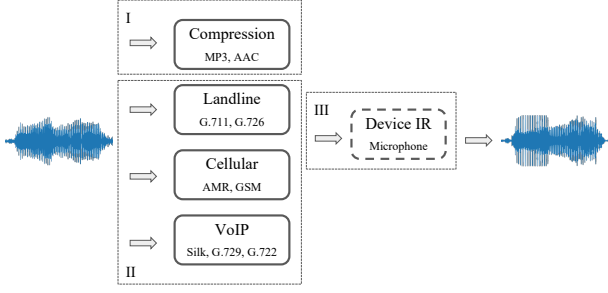 I
Compression
MP3, AAC
Landline
G.711, G.726
Cellular
AMR, GSM
VoIP
Silk, G.729, G.722
II
III
Device IR
Microphone